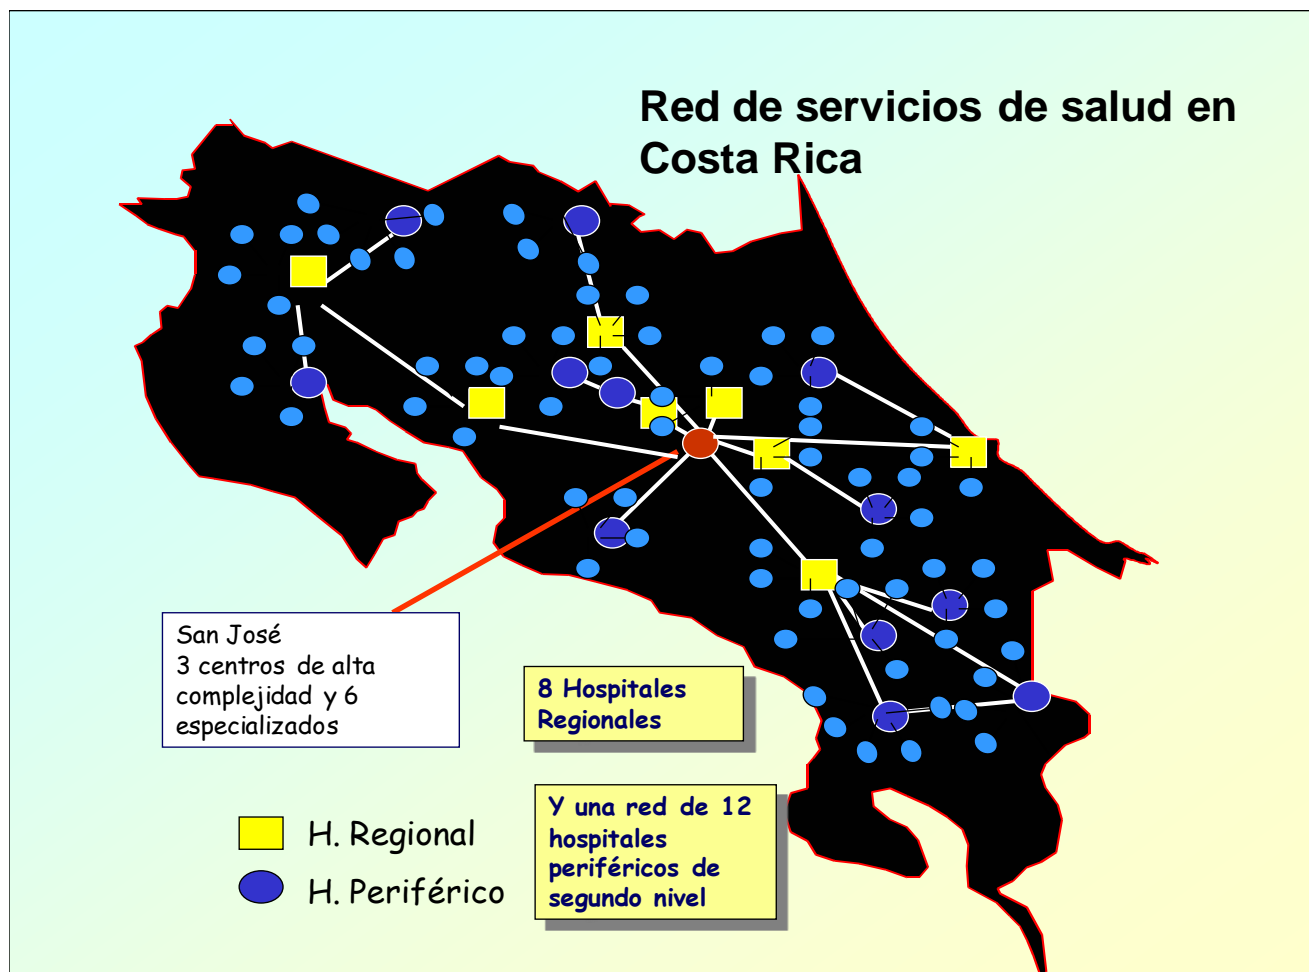 Red de servicios de salud en
Costa Rica
San José
3 centros de alta
complejidad y 6
especializados
8 Hospitales
Regionales
Y una red de 12
hospitales
periféricos de
segundo nivel
H. Regional
H. Periférico